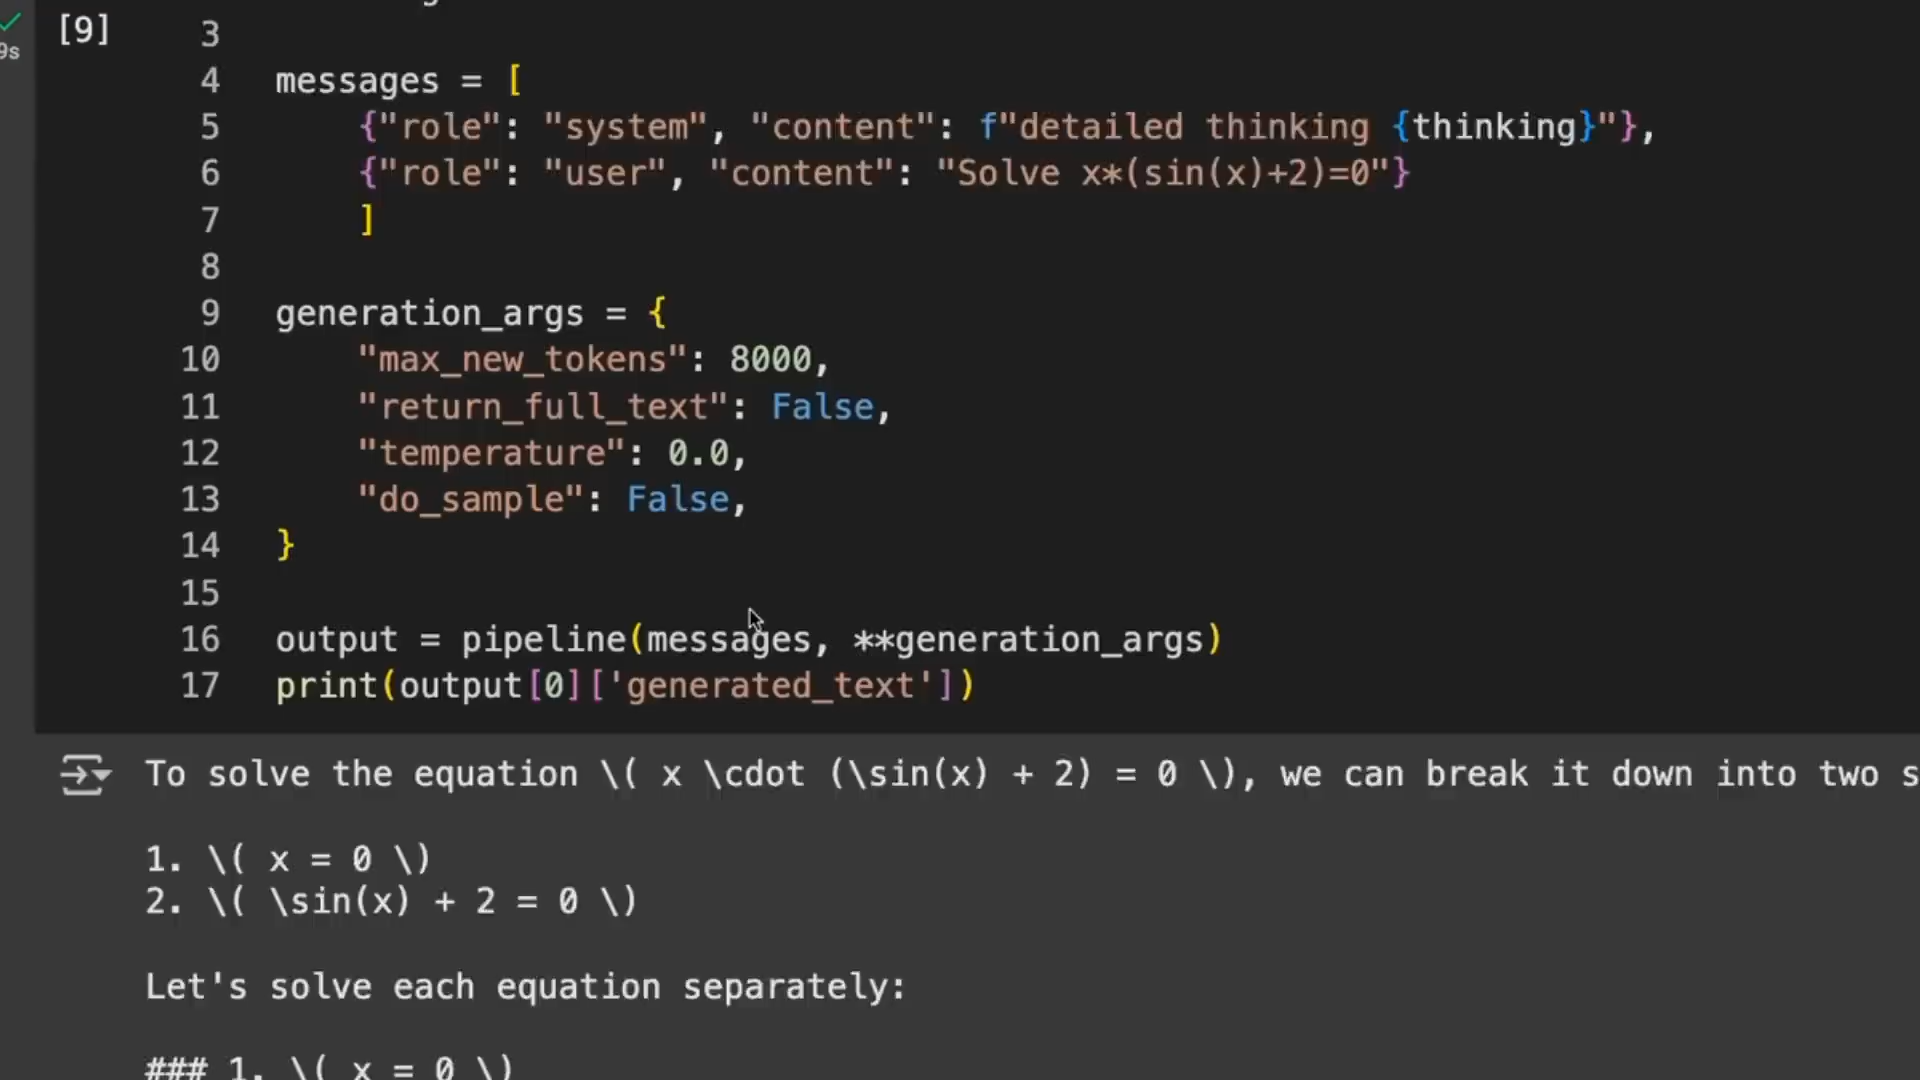 [9]
9s
3
4 messages = [
5 {"role": "system", "content": f"detailed thinking {thinking}"},
6 {"role": "user", "content": "Solve x*(sin(x)+2)=0"}
7 ]
8
9 generation_args = {
10 "max_new_tokens": 8000,
11 "return_full_text": False,
12 "temperature": 0.0,
13 "do_sample": False,
14 }
15
16 output = pipeline(messages, **generation_args)
17 print(output[0]['generated_text'])
To solve the equation \( x \cdot (\sin(x) + 2) = 0 \), we can break it down into two s
1. \( x = 0 \)
2. \( \sin(x) + 2 = 0 \)
Let's solve each equation separately:
### 1. \( x = 0 \)